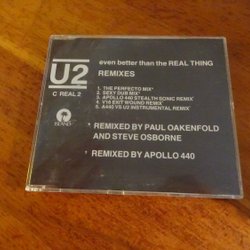 even better than the REAL THING
U2
REMIXES
C REAL 2
1. THE PERFECTO MIX*
2. SEXY DUB MIX*
3. APOLLO 440 STEALTH SONIC REMIX*
4. V16 EXIT WOUND REMIX*
5. A440 VS U2 INSTRUMENTAL REMIX*
ISLAND
* REMIXED BY PAUL OAKENFOLD
AND STEVE OSBORNE
* REMIXED BY APOLLO 440